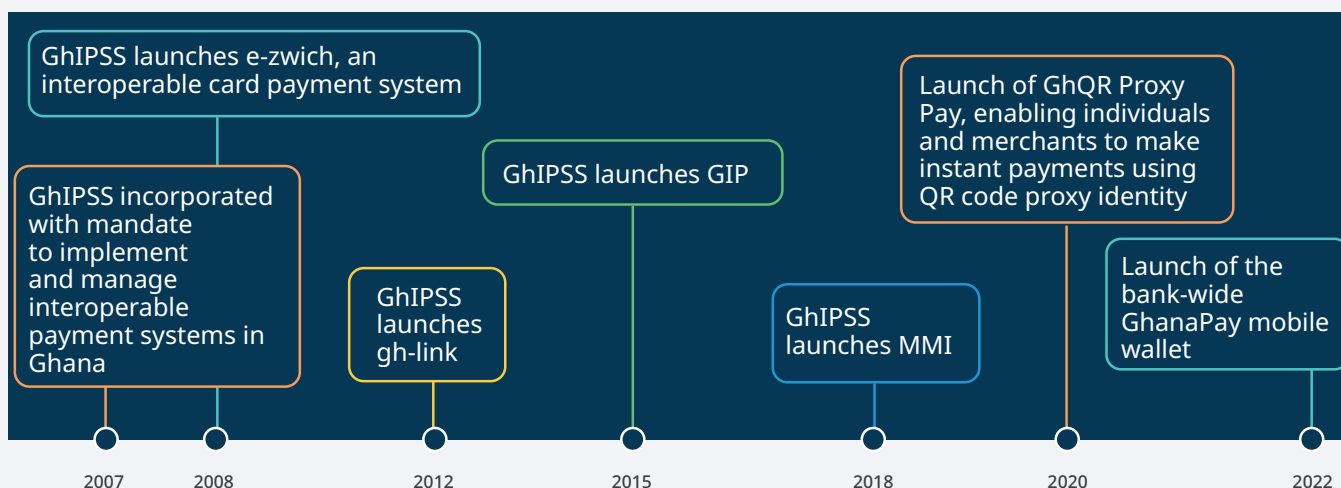 GhIPSS launches e-zwich, an
interoperable card payment system
GhIPSS incorporated
with mandate
to implement
and manage
interoperable
payment systems in
Ghana
GhIPSS
launches
gh-link
GhIPSS launches GIP
GhIPSS
launches MMI
Launch of GhQR Proxy
Pay, enabling individuals
and merchants to make
instant payments using
QR code proxy identity
Launch of the
bank-wide
GhanaPay mobile
wallet
2007
2008
2012
2015
2018
2020
2022